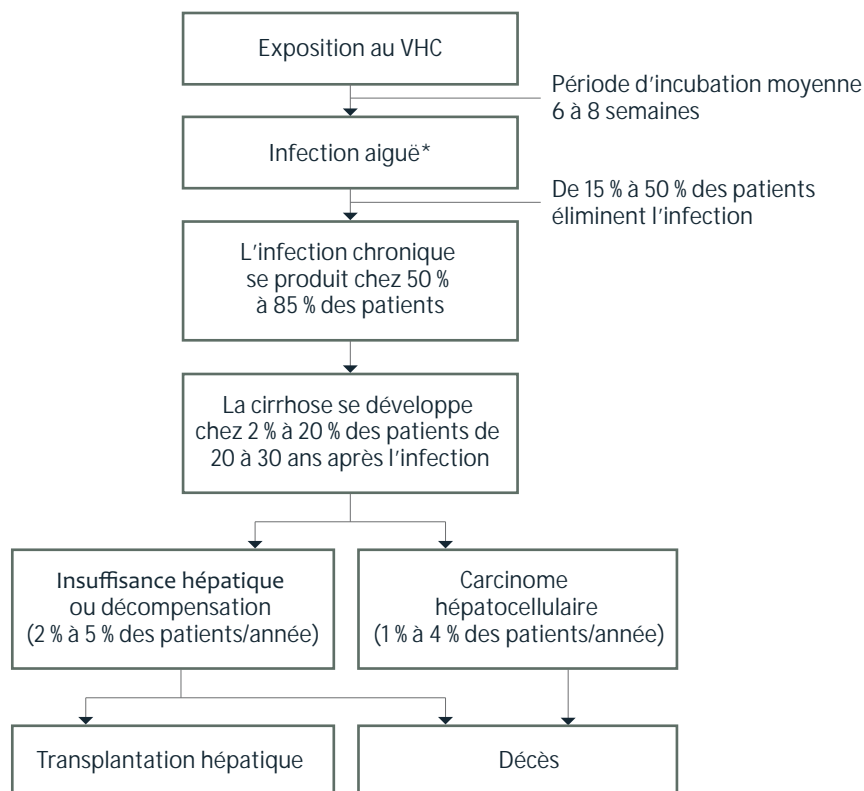 Exposition au VHC
Période d'incubation moyenne
6 à 8 semaines
Infection aiguë*
De 15 % à 50 % des patients
éliminent l'infection
L'infection chronique
se produit chez 50 %
à 85 % des patients
La cirrhose se développe
chez 2 % à 20 % des patients de
20 à 30 ans après l'infection
Insuffisance hépatique
ou décompensation
(2 % à 5 % des patients/année)
Carcinome
hépatocellulaire
(1 % à 4 % des patients/année)
Transplantation hépatique
Décès